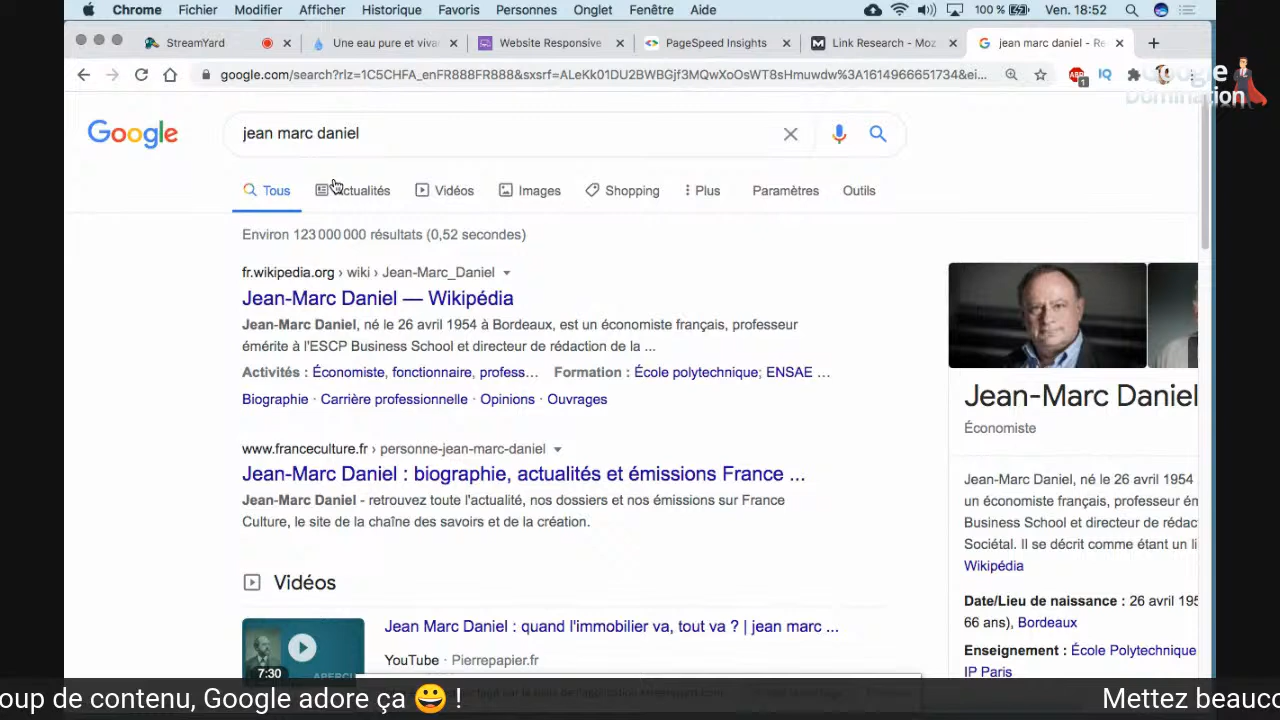 Chrome Fichier Modifier Afficher Historique Favoris Personnes Onglet Fenêtre Aide 100 % Ven. 18:52
StreamYard Une eau pure et viva Website Responsive PageSpeed Insights Link Research - Moz jean marc daniel - Re
google.com/search?rlz=1C5CHFA_enFR888FR888&sxsrf=ALeKk01DU2BWBGjf3MQwXoOsWT8sHmuwdw%3A1614966651734&ei... ABP 1 IQ
Google Domination
Google jean marc daniel
Tous Actualités Vidéos Images Shopping Plus Paramètres Outils
Environ 123 000 000 résultats (0,52 secondes)
fr.wikipedia.org › wiki › Jean-Marc_Daniel
Jean-Marc Daniel — Wikipédia
Jean-Marc Daniel, né le 26 avril 1954 à Bordeaux, est un économiste français, professeur
émérite à l'ESCP Business School et directeur de rédaction de la ...
Activités : Économiste, fonctionnaire, profess... Formation : École polytechnique; ENSAE ...
Biographie · Carrière professionnelle · Opinions · Ouvrages
www.franceculture.fr › personne-jean-marc-daniel
Jean-Marc Daniel : biographie, actualités et émissions France ...
Jean-Marc Daniel - retrouvez toute l'actualité, nos dossiers et nos émissions sur France
Culture, le site de la chaîne des savoirs et de la création.
Vidéos
Jean Marc Daniel : quand l'immobilier va, tout va ? | jean marc ...
YouTube · Pierrepapier.fr
7:30
Jean-Marc Daniel
Économiste
Jean-Marc Daniel, né le 26 avril 1954
un économiste français, professeur ém
Business School et directeur de rédac
Sociétal. Il se décrit comme étant un li
Wikipédia
Date/Lieu de naissance : 26 avril 195
66 ans), Bordeaux
Enseignement : École Polytechnique
IP Paris
oup de contenu, Google adore ça 😀 ! Mettez beauco